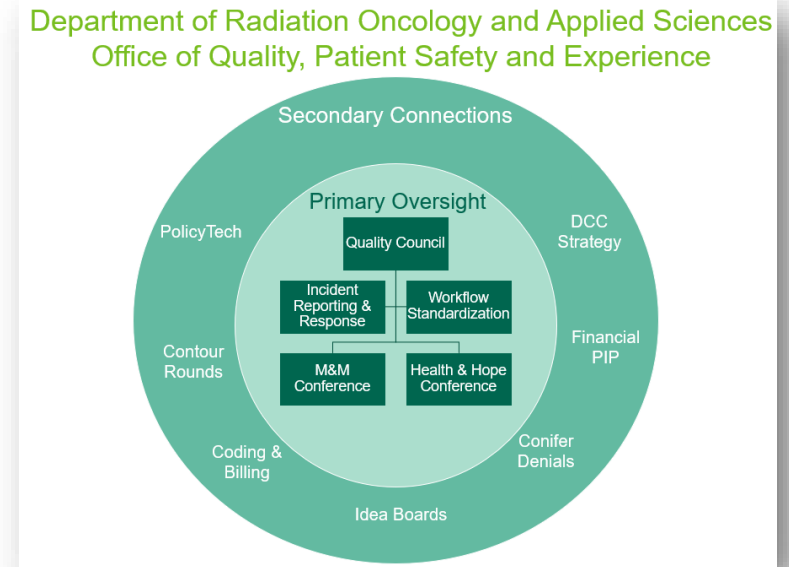 Department of Radiation Oncology and Applied Sciences
Office of Quality, Patient Safety and Experience
Secondary Connections
Primary Oversight
Quality Council
Incident
Reporting &
Response
Workflow
Standardization
M&M
Conference
Health & Hope
Conference
PolicyTech
Contour
Rounds
Coding &
Billing
Idea Boards
Conifer
Denials
Financial
PIP
DCC
Strategy